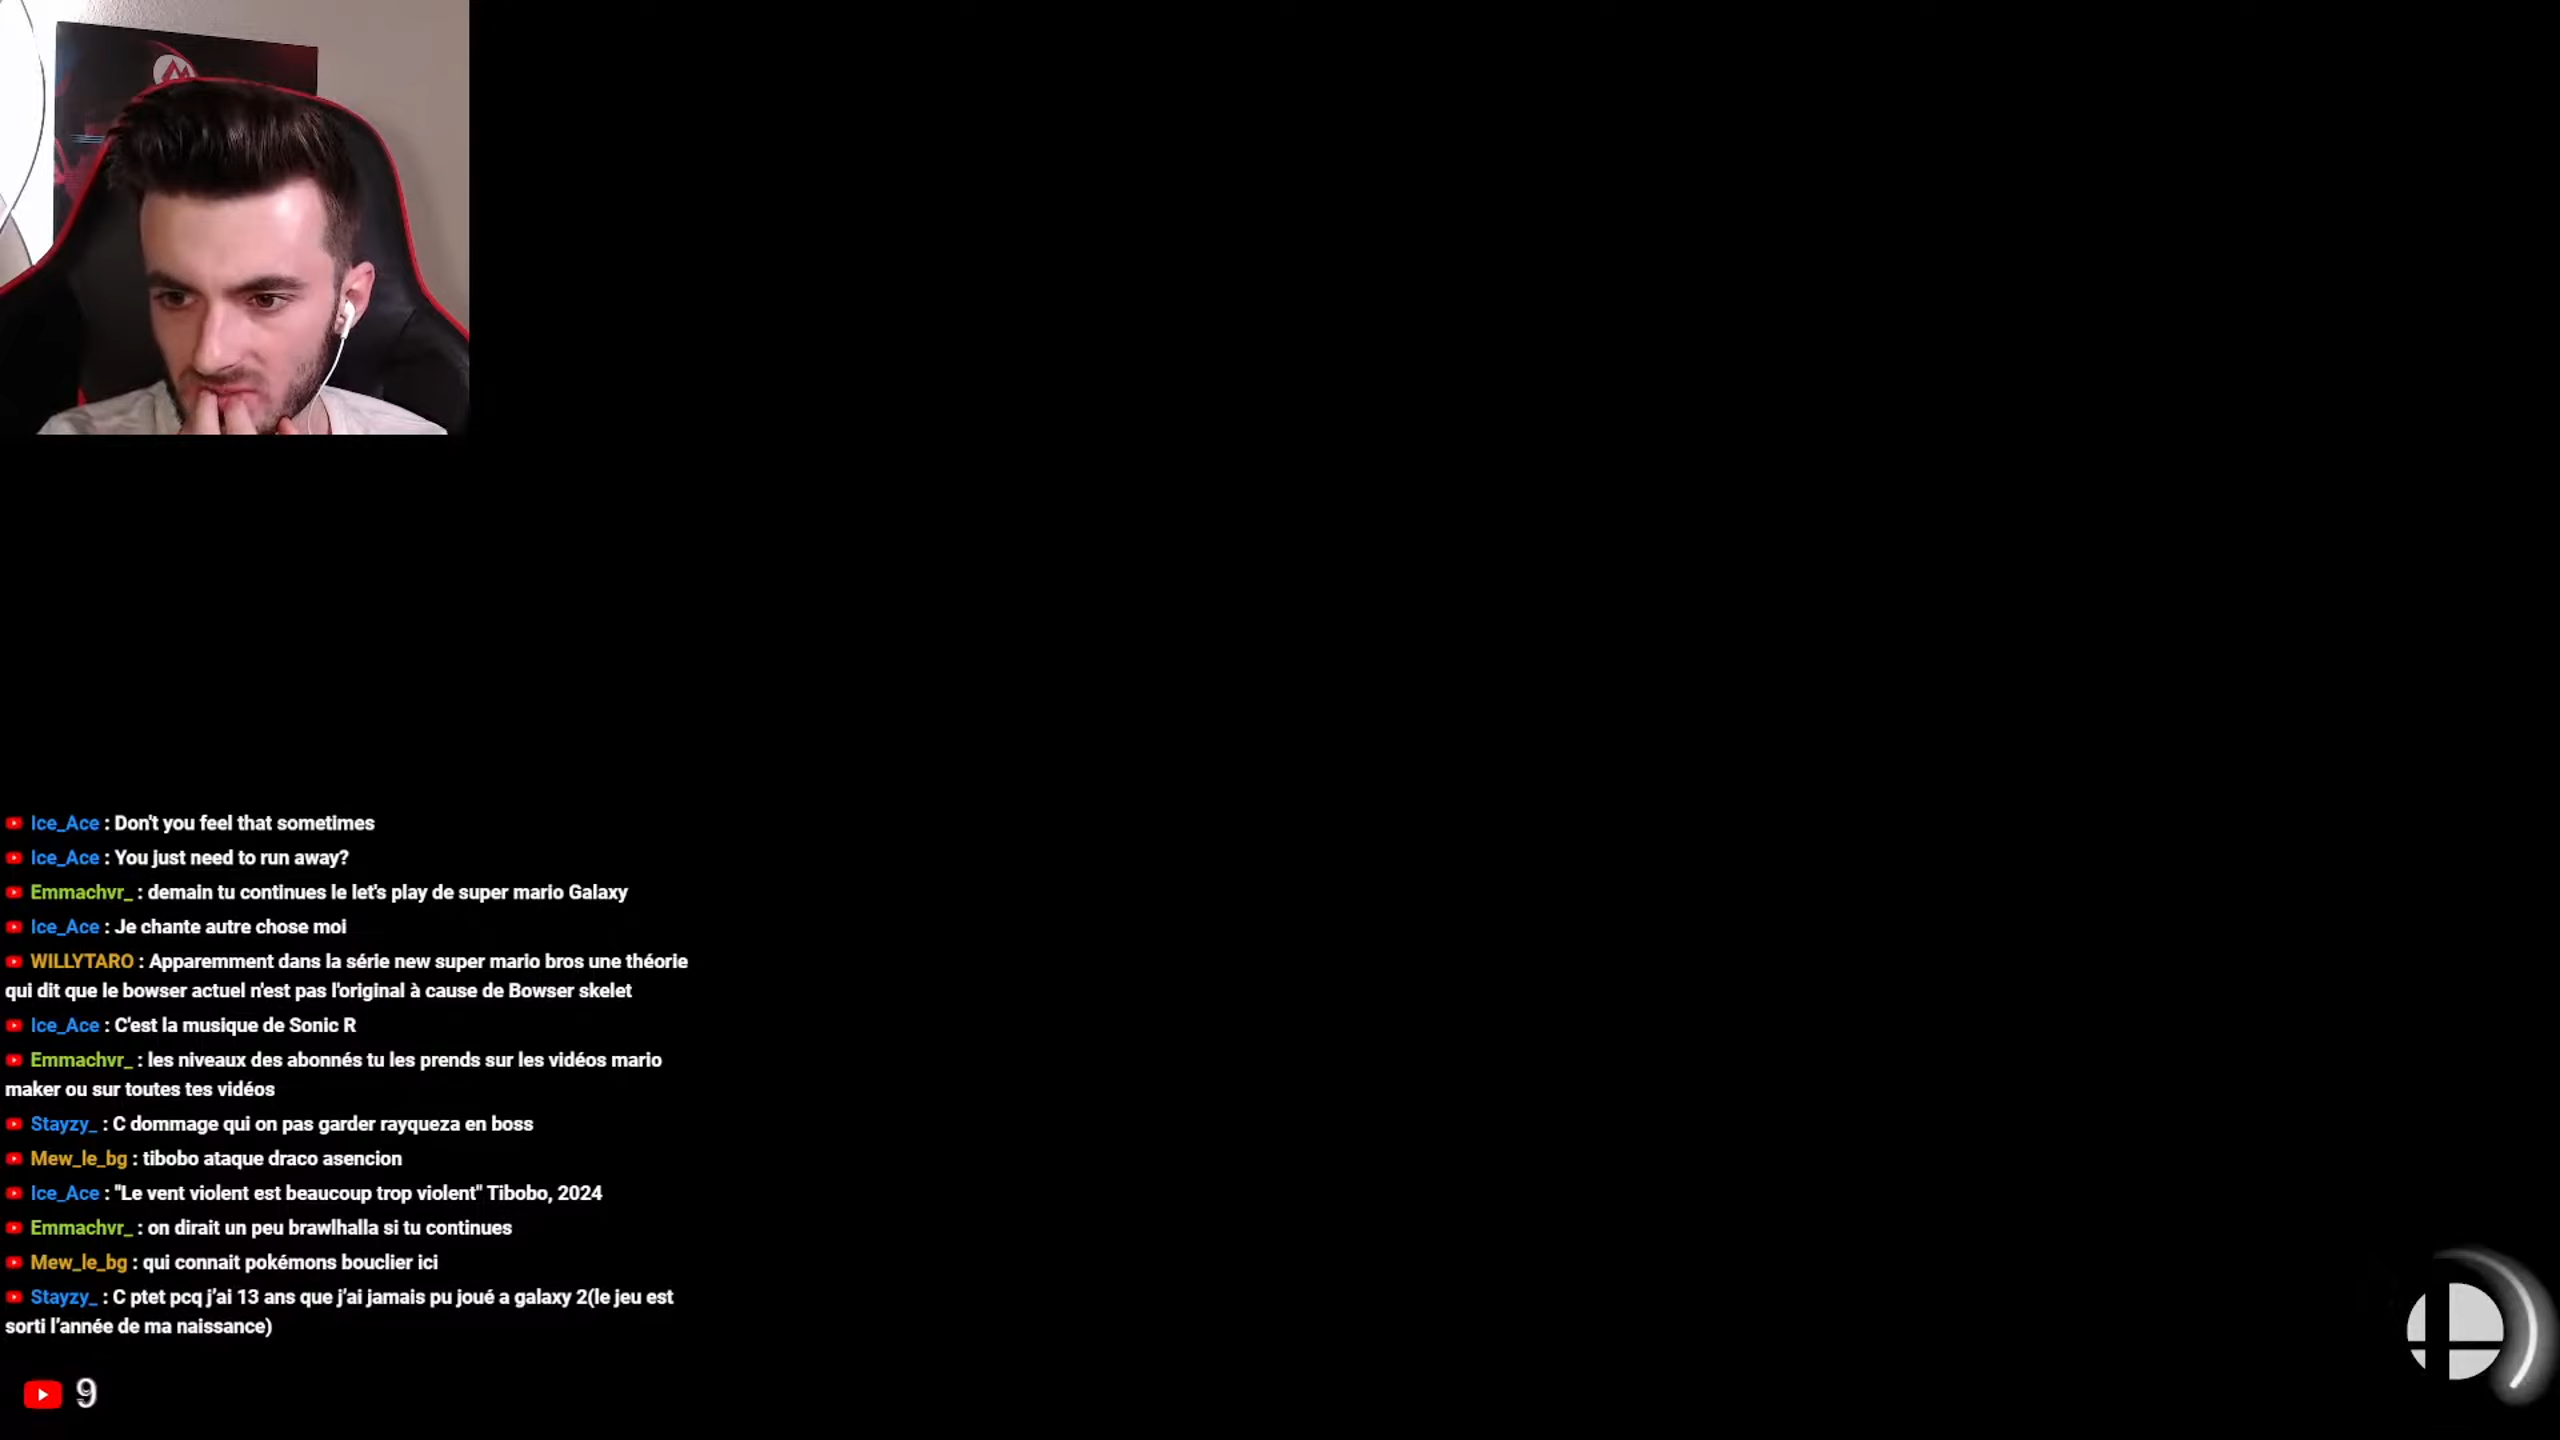 Ice_Ace : Don't you feel that sometimes
Ice_Ace : You just need to run away?
Emmachvr_ : demain tu continues le let's play de super mario Galaxy
Ice_Ace : Je chante autre chose moi
WILLYTARO : Apparemment dans la série new super mario bros une théorie
qui dit que le bowser actuel n'est pas l'original à cause de Bowser skelet
Ice_Ace : C'est la musique de Sonic R
Emmachvr_ : les niveaux des abonnés tu les prends sur les vidéos mario
maker ou sur toutes tes vidéos
Stayzy_ : C dommage qui on pas garder rayqueza en boss
Mew_le_bg : tibobo ataque draco asencion
Ice_Ace : "Le vent violent est beaucoup trop violent" Tibobo, 2024
Emmachvr_ : on dirait un peu brawlhalla si tu continues
Mew_le_bg : qui connait pokémons bouclier ici
Stayzy_ : C ptet pcq j’ai 13 ans que j’ai jamais pu joué a galaxy 2(le jeu est
sorti l’année de ma naissance)
9